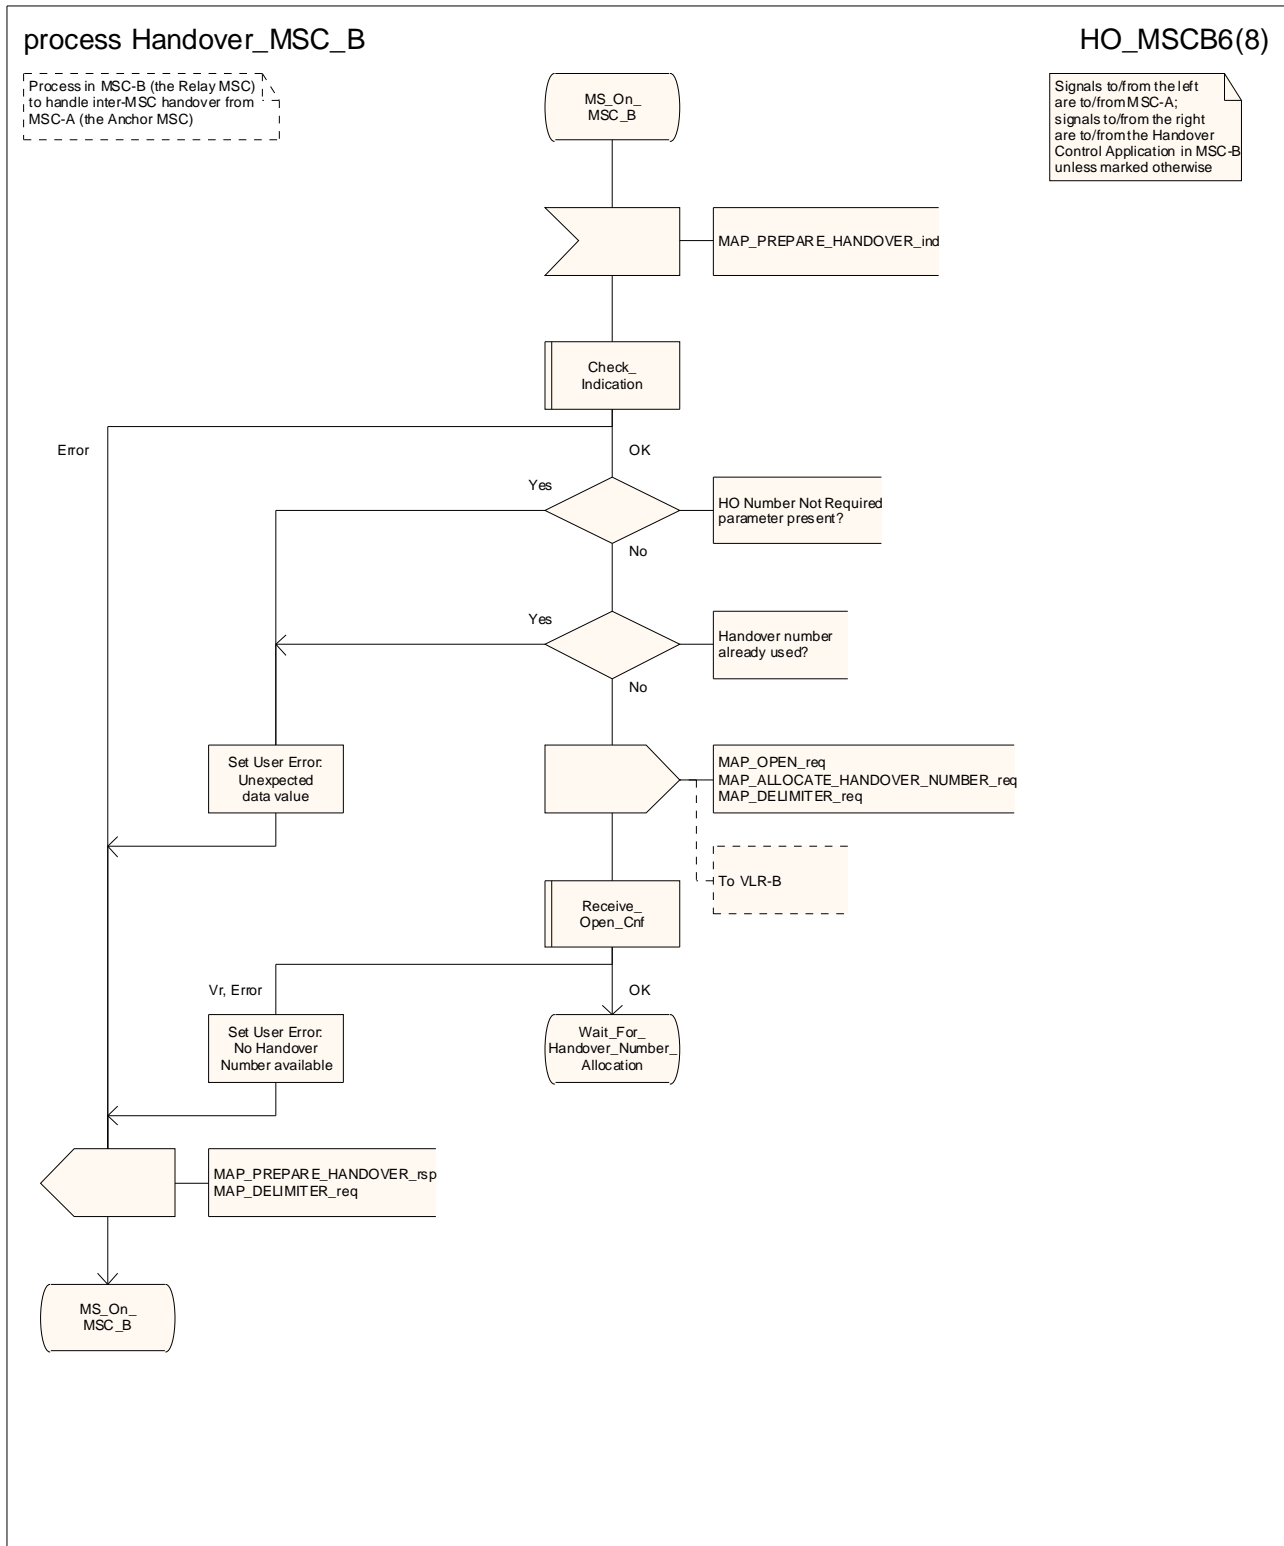 process Handover_MSC_B
HO_MSCB6(8)
Process in MSC-B (the Relay MSC)
to handle inter-MSC handover from
MSC-A (the Anchor MSC)
MS_On_
MSC_B
Signals to/from the left
are to/from MSC-A;
signals to/from the right
are to/from the Handover
Control Application in MSC-B
unless marked otherwise
MAP_PREPARE_HANDOVER_ind
Check_
Indication
Error
OK
Yes
HO Number Not Required
parameter present?
No
Yes
Handover number
already used?
No
Set User Error:
Unexpected
data value
MAP_OPEN_req
MAP_ALLOCATE_HANDOVER_NUMBER_req
MAP_DELIMITER_req
To VLR-B
Receive_
Open_Cnf
Vr, Error
OK
Set User Error:
No Handover
Number available
Wait_For_
Handover_Number_
Allocation
MAP_PREPARE_HANDOVER_rsp
MAP_DELIMITER_req
MS_On_
MSC_B